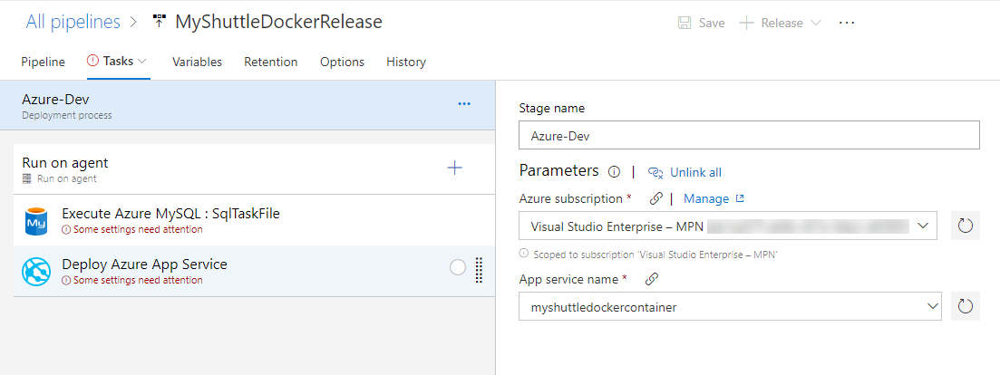 All pipelines > MyShuttleDockerRelease
Save Release ...
Pipeline Tasks Variables Retention Options History
Azure-Dev
Deployment process
Run on agent
Run on agent
My
Execute Azure MySQL : SqlTaskFile
Some settings need attention
Deploy Azure App Service
Some settings need attention
Stage name
Azure-Dev
Parameters | Unlink all
Azure subscription * | Manage
Visual Studio Enterprise – MPN
Scoped to subscription 'Visual Studio Enterprise – MPN'
App service name *
myshuttledockercontainer